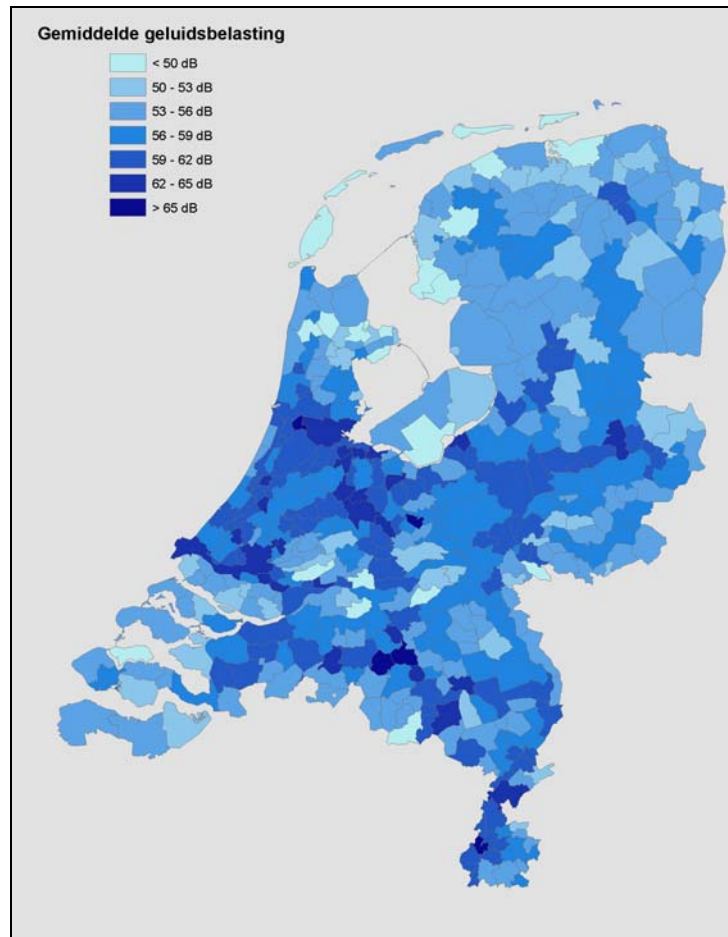 Gemiddelde geluidsbelasting
< 50 dB
50 - 53 dB
53 - 56 dB
56 - 59 dB
59 - 62 dB
62 - 65 dB
> 65 dB